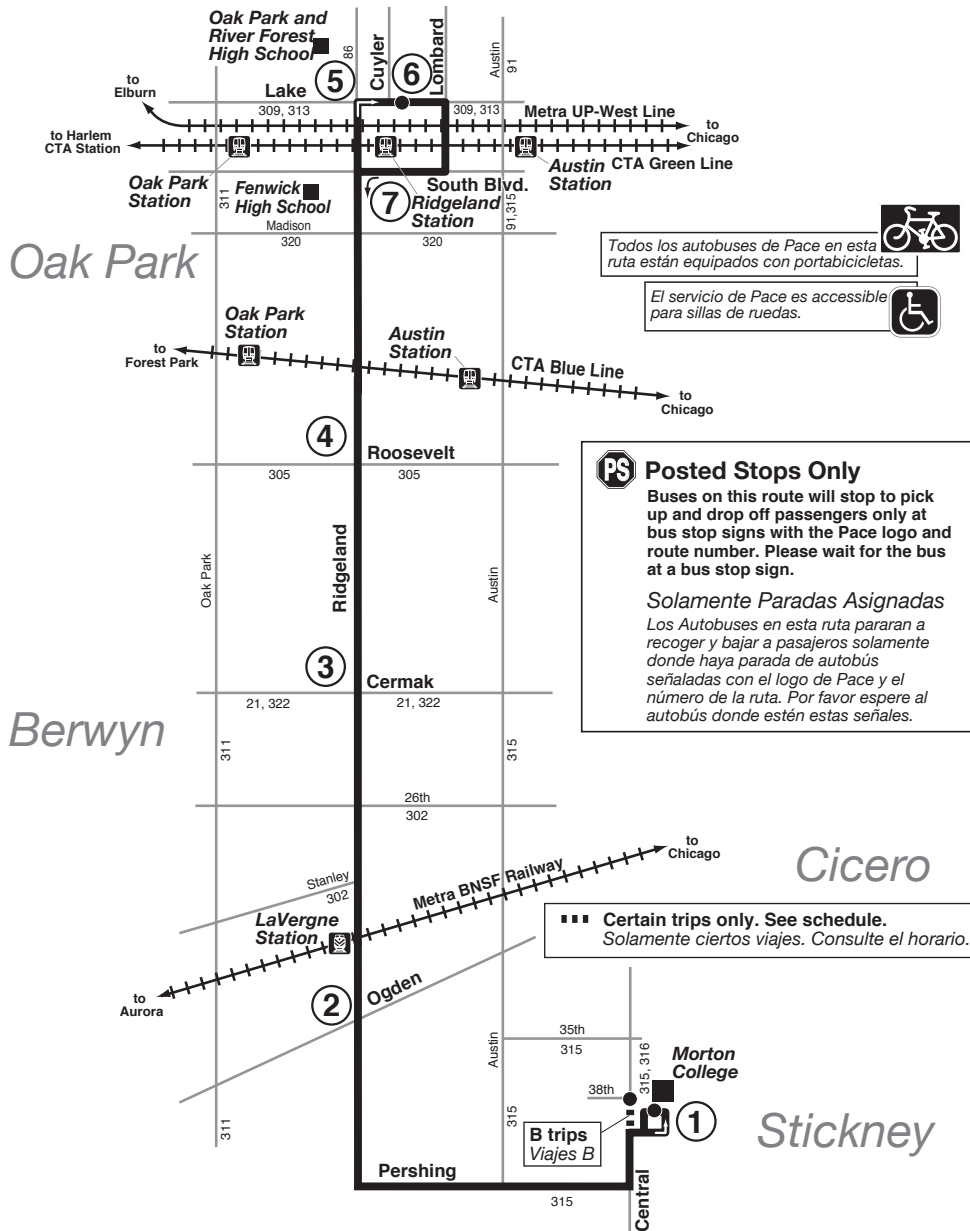 Oak Park and
River Forest
High School
86
Cuyler
Lombard
Austin
91
5
6
to
Elburn
Lake
309, 313
309, 313
Metra UP-West Line
to Harlem
CTA Station
to
Chicago
CTA Green Line
Oak Park
Station
Austin
Station
311
Fenwick
High School
7
South Blvd.
Ridgeland
Station
91,315
Madison
320
320
Oak Park
Todos los autobuses de Pace en esta
ruta están equipados con portabicicletas.
El servicio de Pace es accessible
para sillas de ruedas.
Oak Park
Station
to
Forest Park
Austin
Station
CTA Blue Line
to
Chicago
4
Roosevelt
305
305
PS Posted Stops Only
Buses on this route will stop to pick
up and drop off passengers only at
bus stop signs with the Pace logo and
route number. Please wait for the bus
at a bus stop sign.
Solamente Paradas Asignadas
Los Autobuses en esta ruta pararan a
recoger y bajar a pasajeros solamente
donde haya parada de autobús
señaladas con el logo de Pace y el
número de la ruta. Por favor espere al
autobús donde estén estas señales.
Oak Park
Ridgeland
Austin
3
Cermak
21, 322
21, 322
Berwyn
311
315
26th
302
to
Chicago
Cicero
Stanley
302
Metra BNSF Railway
LaVergne
Station
Certain trips only. See schedule.
Solamente ciertos viajes. Consulte el horario.
to
Aurora
2
Ogden
Austin
35th
315
315, 316
Morton
College
38th
1
311
315
B trips
Viajes B
Stickney
Pershing
315
Central